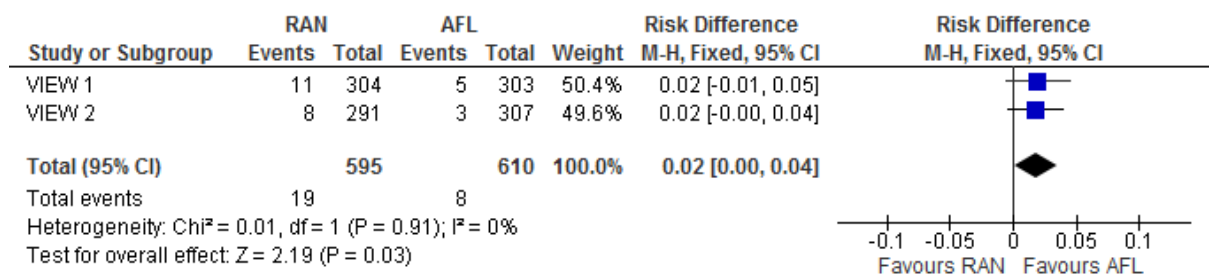 RAN AFL Risk Difference Risk Difference
Study or Subgroup Events Total Events Total Weight M-H, Fixed, 95% CI M-H, Fixed, 95% CI
VIEW 1 11 304 5 303 50.4% 0.02 [-0.01, 0.05]
VIEW 2 8 291 3 307 49.6% 0.02 [-0.00, 0.04]
Total (95% CI) 595 610 100.0% 0.02 [0.00, 0.04]
Total events 19 8
Heterogeneity: Chi² = 0.01, df = 1 (P = 0.91); I² = 0%
Test for overall effect: Z = 2.19 (P = 0.03)
-0.1 -0.05 0 0.05 0.1
Favours RAN Favours AFL